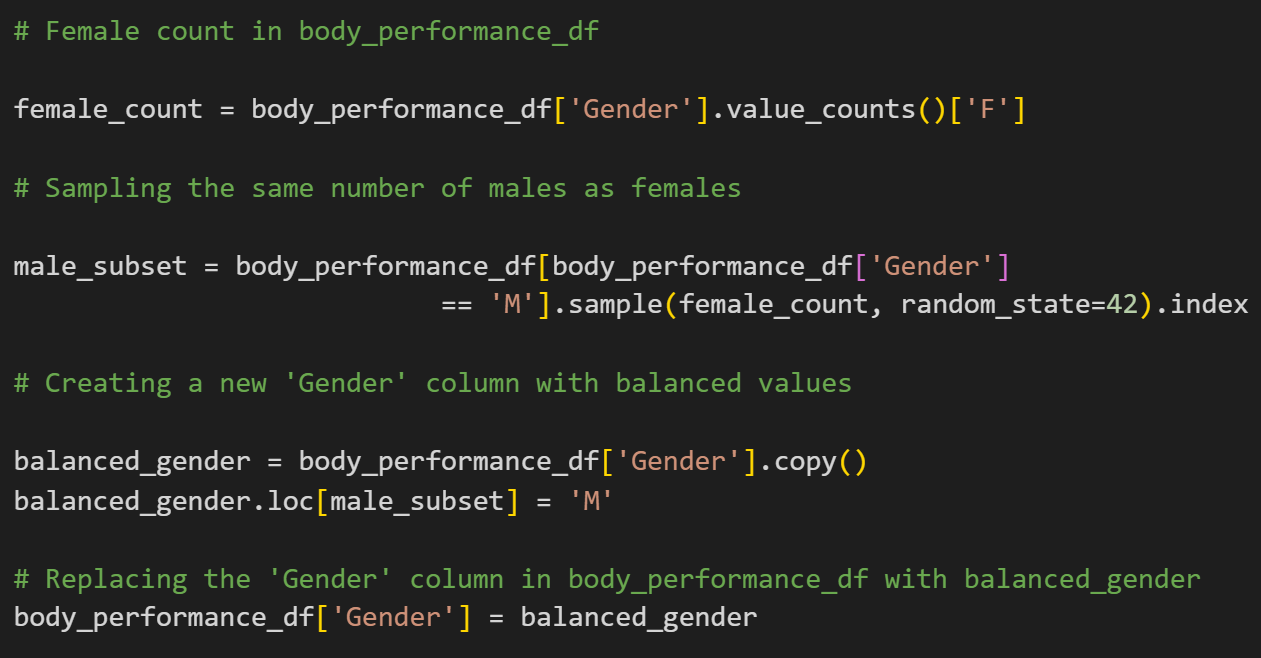 # Female count in body_performance_df
female_count = body_performance_df['Gender'].value_counts()['F']
# Sampling the same number of males as females
male_subset = body_performance_df[body_performance_df['Gender']
== 'M'].sample(female_count, random_state=42).index
# Creating a new 'Gender' column with balanced values
balanced_gender = body_performance_df['Gender'].copy()
balanced_gender.loc[male_subset] = 'M'
# Replacing the 'Gender' column in body_performance_df with balanced_gender
body_performance_df['Gender'] = balanced_gender